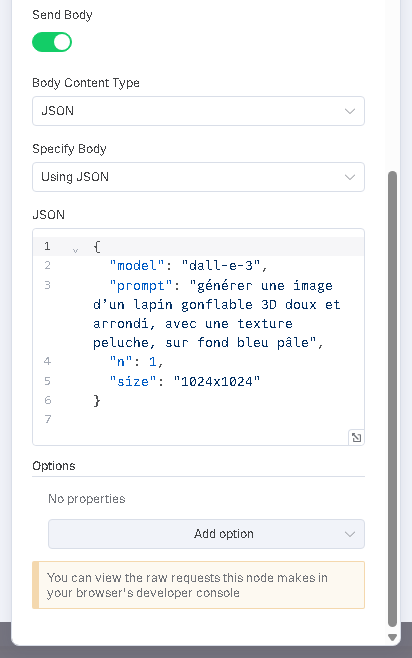 Send Body
Body Content Type
JSON
Specify Body
Using JSON
JSON
1 {
2 "model": "dall-e-3",
3 "prompt": "générer une image
d’un lapin gonflable 3D doux et
arrondi, avec une texture
peluche, sur fond bleu pâle",
4 "n": 1,
5 "size": "1024x1024"
6 }
7
Options
No properties
Add option
You can view the raw requests this node makes in
your browser's developer console